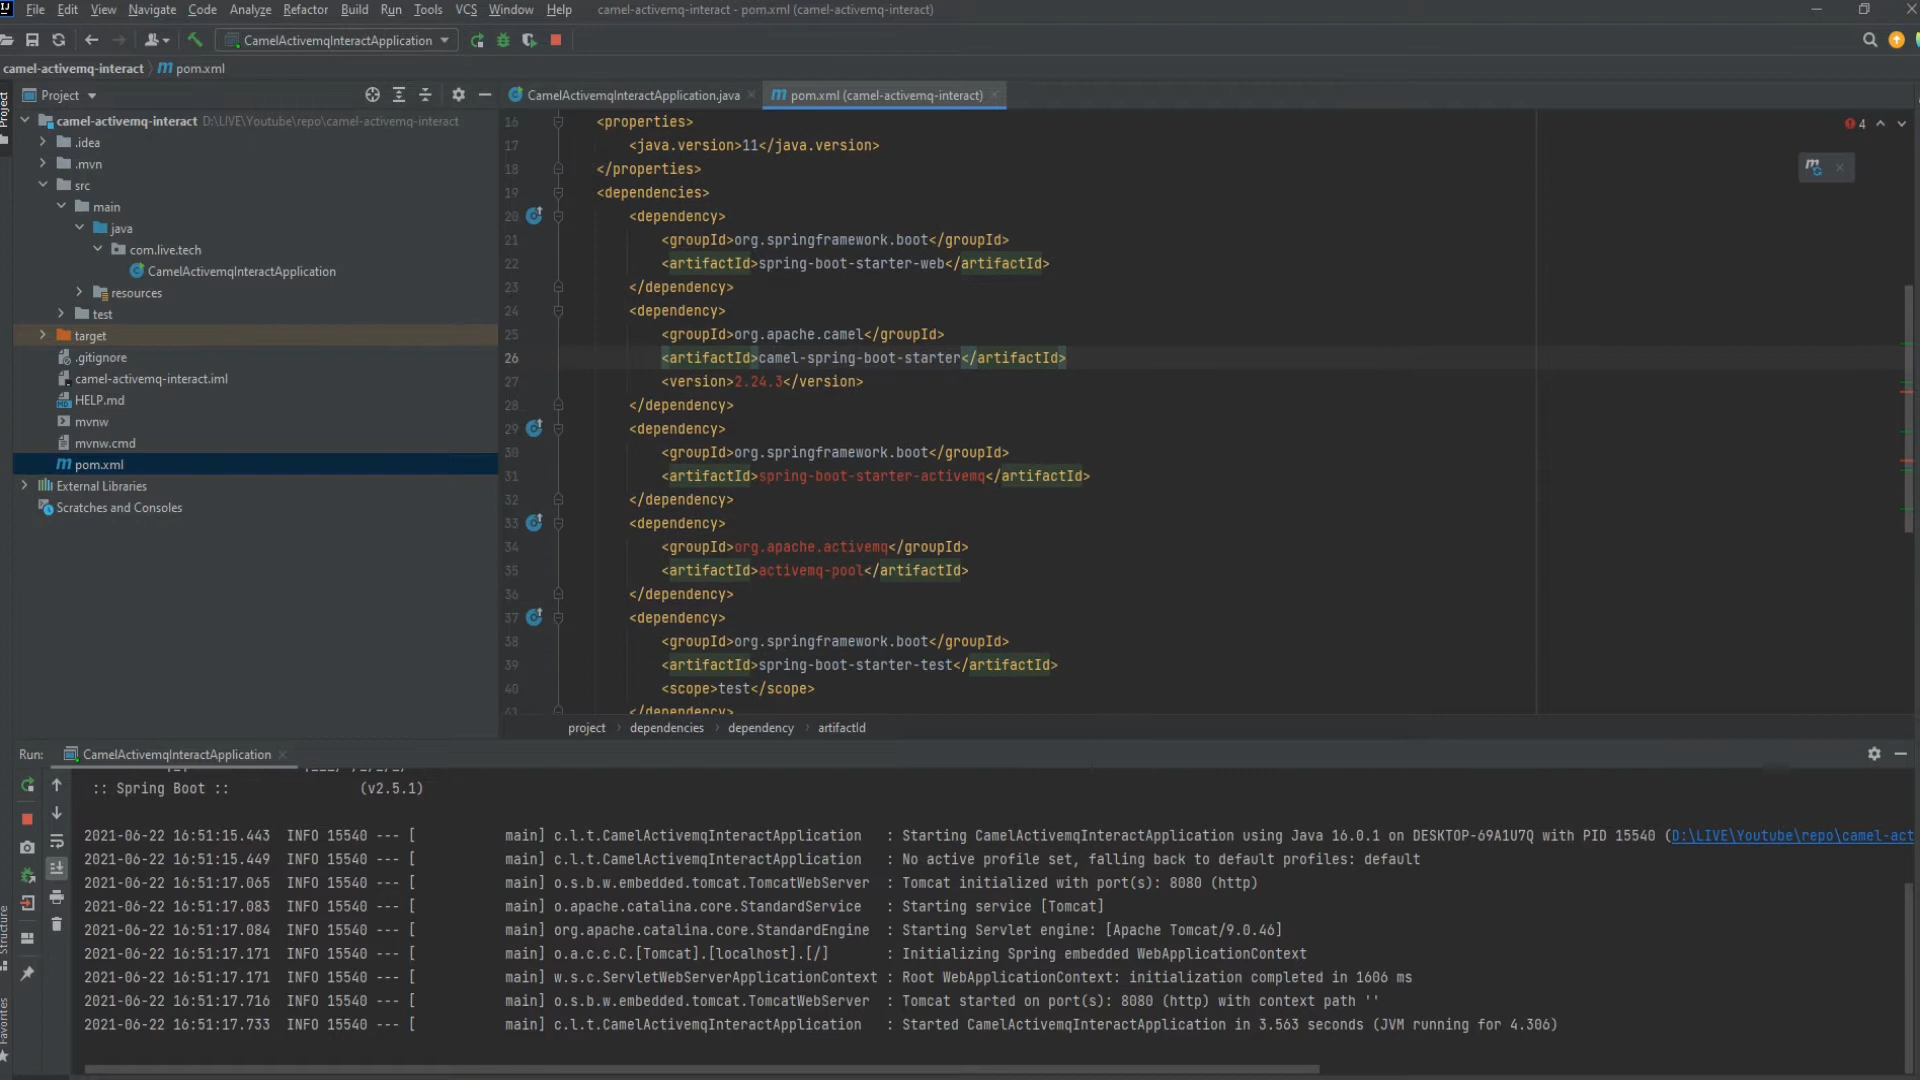 File Edit View Navigate Code Analyze Refactor Build Run Tools VCS Window Help camel-activemq-interact - pom.xml (camel-activemq-interact)
CamelActivemqInteractApplication
camel-activemq-interact pom.xml
Project
Project
CamelActivemqInteractApplication.java
pom.xml (camel-activemq-interact)
camel-activemq-interact D:\LIVE\Youtube\repo\camel-activemq-interact
.idea
.mvn
src
main
java
com.live.tech
CamelActivemqInteractApplication
resources
test
target
.gitignore
camel-activemq-interact.iml
HELP.md
mvnw
mvnw.cmd
pom.xml
External Libraries
Scratches and Consoles
4
16 <properties>
17 <java.version>11</java.version>
18 </properties>
19 <dependencies>
20 <dependency>
21 <groupId>org.springframework.boot</groupId>
22 <artifactId>spring-boot-starter-web</artifactId>
23 </dependency>
24 <dependency>
25 <groupId>org.apache.camel</groupId>
26 <artifactId>camel-spring-boot-starter</artifactId>
27 <version>2.24.3</version>
28 </dependency>
29 <dependency>
30 <groupId>org.springframework.boot</groupId>
31 <artifactId>spring-boot-starter-activemq</artifactId>
32 </dependency>
33 <dependency>
34 <groupId>org.apache.activemq</groupId>
35 <artifactId>activemq-pool</artifactId>
36 </dependency>
37 <dependency>
38 <groupId>org.springframework.boot</groupId>
39 <artifactId>spring-boot-starter-test</artifactId>
40 <scope>test</scope>
41 </dependency>
project dependencies dependency artifactId
Run: CamelActivemqInteractApplication
:: Spring Boot :: (v2.5.1)
2021-06-22 16:51:15.443 INFO 15540 --- [ main] c.l.t.CamelActivemqInteractApplication : Starting CamelActivemqInteractApplication using Java 16.0.1 on DESKTOP-69A1U7Q with PID 15540 (D:\LIVE\Youtube\repo\camel-act
2021-06-22 16:51:15.449 INFO 15540 --- [ main] c.l.t.CamelActivemqInteractApplication : No active profile set, falling back to default profiles: default
2021-06-22 16:51:17.065 INFO 15540 --- [ main] o.s.b.w.embedded.tomcat.TomcatWebServer : Tomcat initialized with port(s): 8080 (http)
2021-06-22 16:51:17.083 INFO 15540 --- [ main] o.apache.catalina.core.StandardService : Starting service [Tomcat]
2021-06-22 16:51:17.084 INFO 15540 --- [ main] org.apache.catalina.core.StandardEngine : Starting Servlet engine: [Apache Tomcat/9.0.46]
2021-06-22 16:51:17.171 INFO 15540 --- [ main] o.a.c.c.C.[Tomcat].[localhost].[/] : Initializing Spring embedded WebApplicationContext
2021-06-22 16:51:17.171 INFO 15540 --- [ main] w.s.c.ServletWebServerApplicationContext : Root WebApplicationContext: initialization completed in 1606 ms
2021-06-22 16:51:17.716 INFO 15540 --- [ main] o.s.b.w.embedded.tomcat.TomcatWebServer : Tomcat started on port(s): 8080 (http) with context path ''
2021-06-22 16:51:17.733 INFO 15540 --- [ main] c.l.t.CamelActivemqInteractApplication : Started CamelActivemqInteractApplication in 3.563 seconds (JVM running for 4.306)
Structure
Favorites